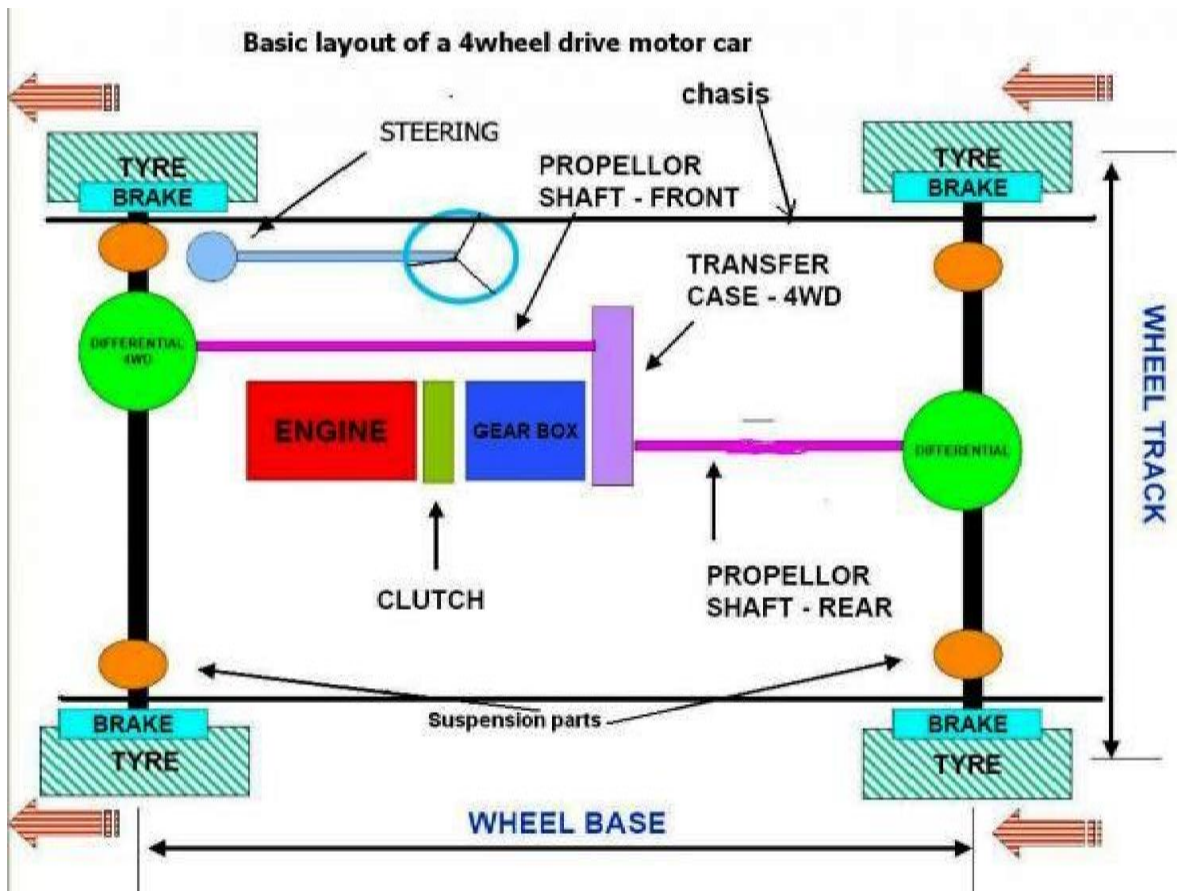 Basic layout of a 4wheel drive motor car
chasis
STEERING
TYRE
BRAKE
PROPELLOR
SHAFT - FRONT
TYRE
BRAKE
TRANSFER
CASE - 4WD
DIFFERENTIAL
4WD
ENGINE
GEAR BOX
DIFFERENTIAL
WHEEL TRACK
CLUTCH
PROPELLOR
SHAFT - REAR
Suspension parts
BRAKE
TYRE
BRAKE
TYRE
WHEEL BASE